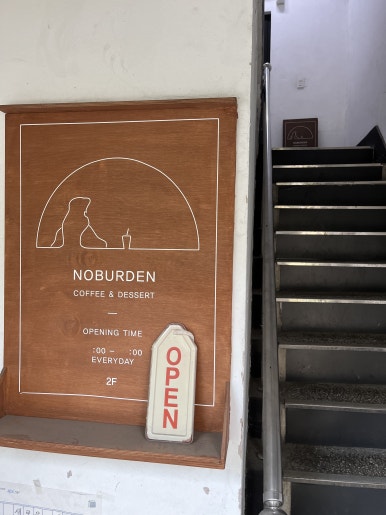 NOBURDEN
COFFEE & DESSERT
—
OPENING TIME
:00 – :00
EVERYDAY
2F
OPEN